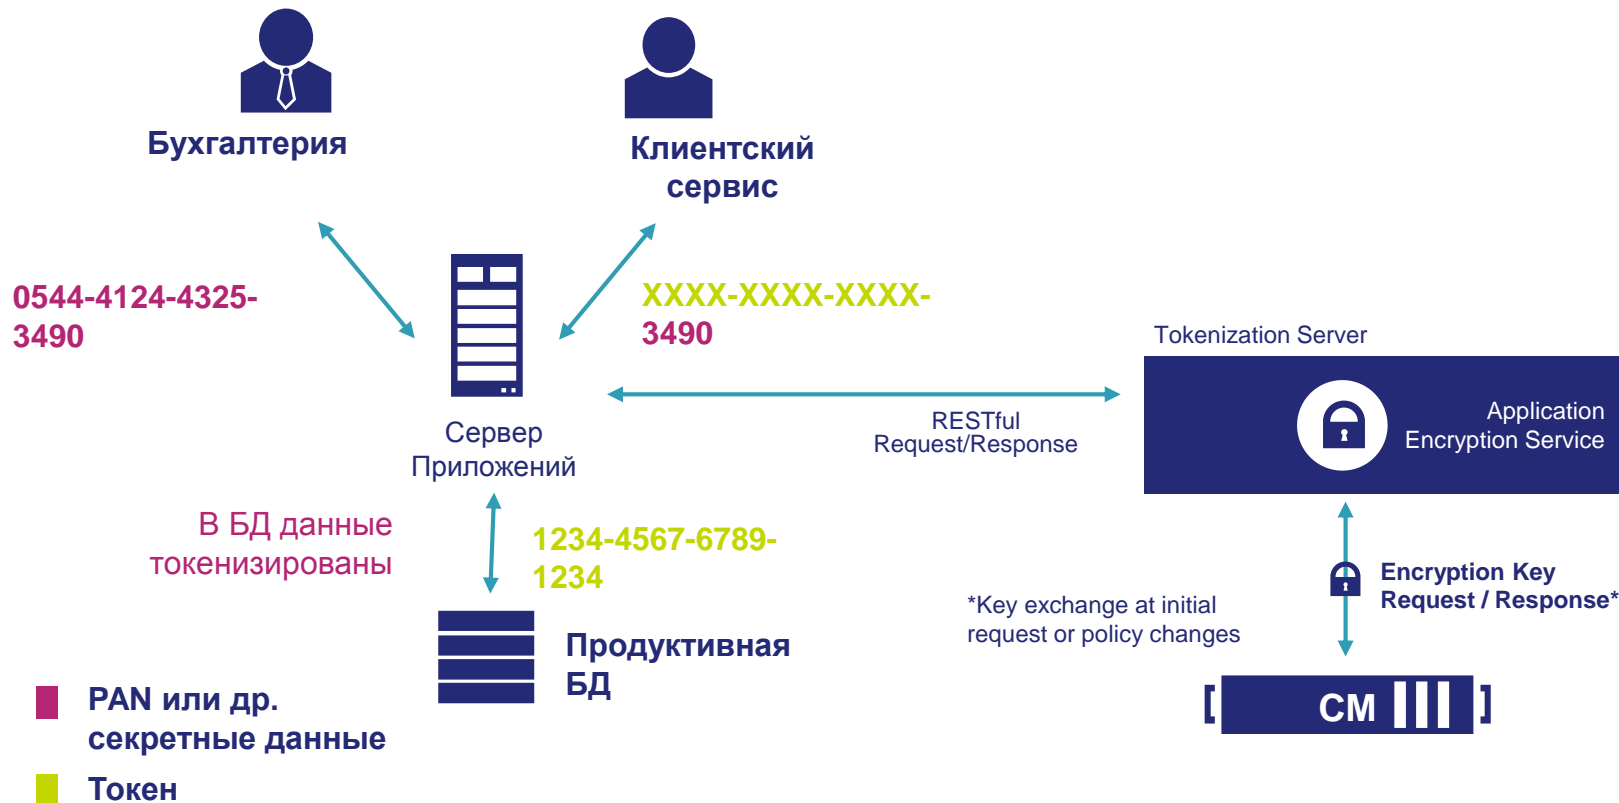 Бухгалтерия
Клиентский
сервис
0544-4124-4325-
3490
XXXX-XXXX-XXXX-
3490
Tokenization Server
Application
Encryption Service
RESTful
Request/Response
Сервер
Приложений
В БД данные
токенизированы
1234-4567-6789-
1234
Encryption Key
Request / Response*
*Key exchange at initial
request or policy changes
Продуктивная
БД
CM
PAN или др.
секретные данные
Токен